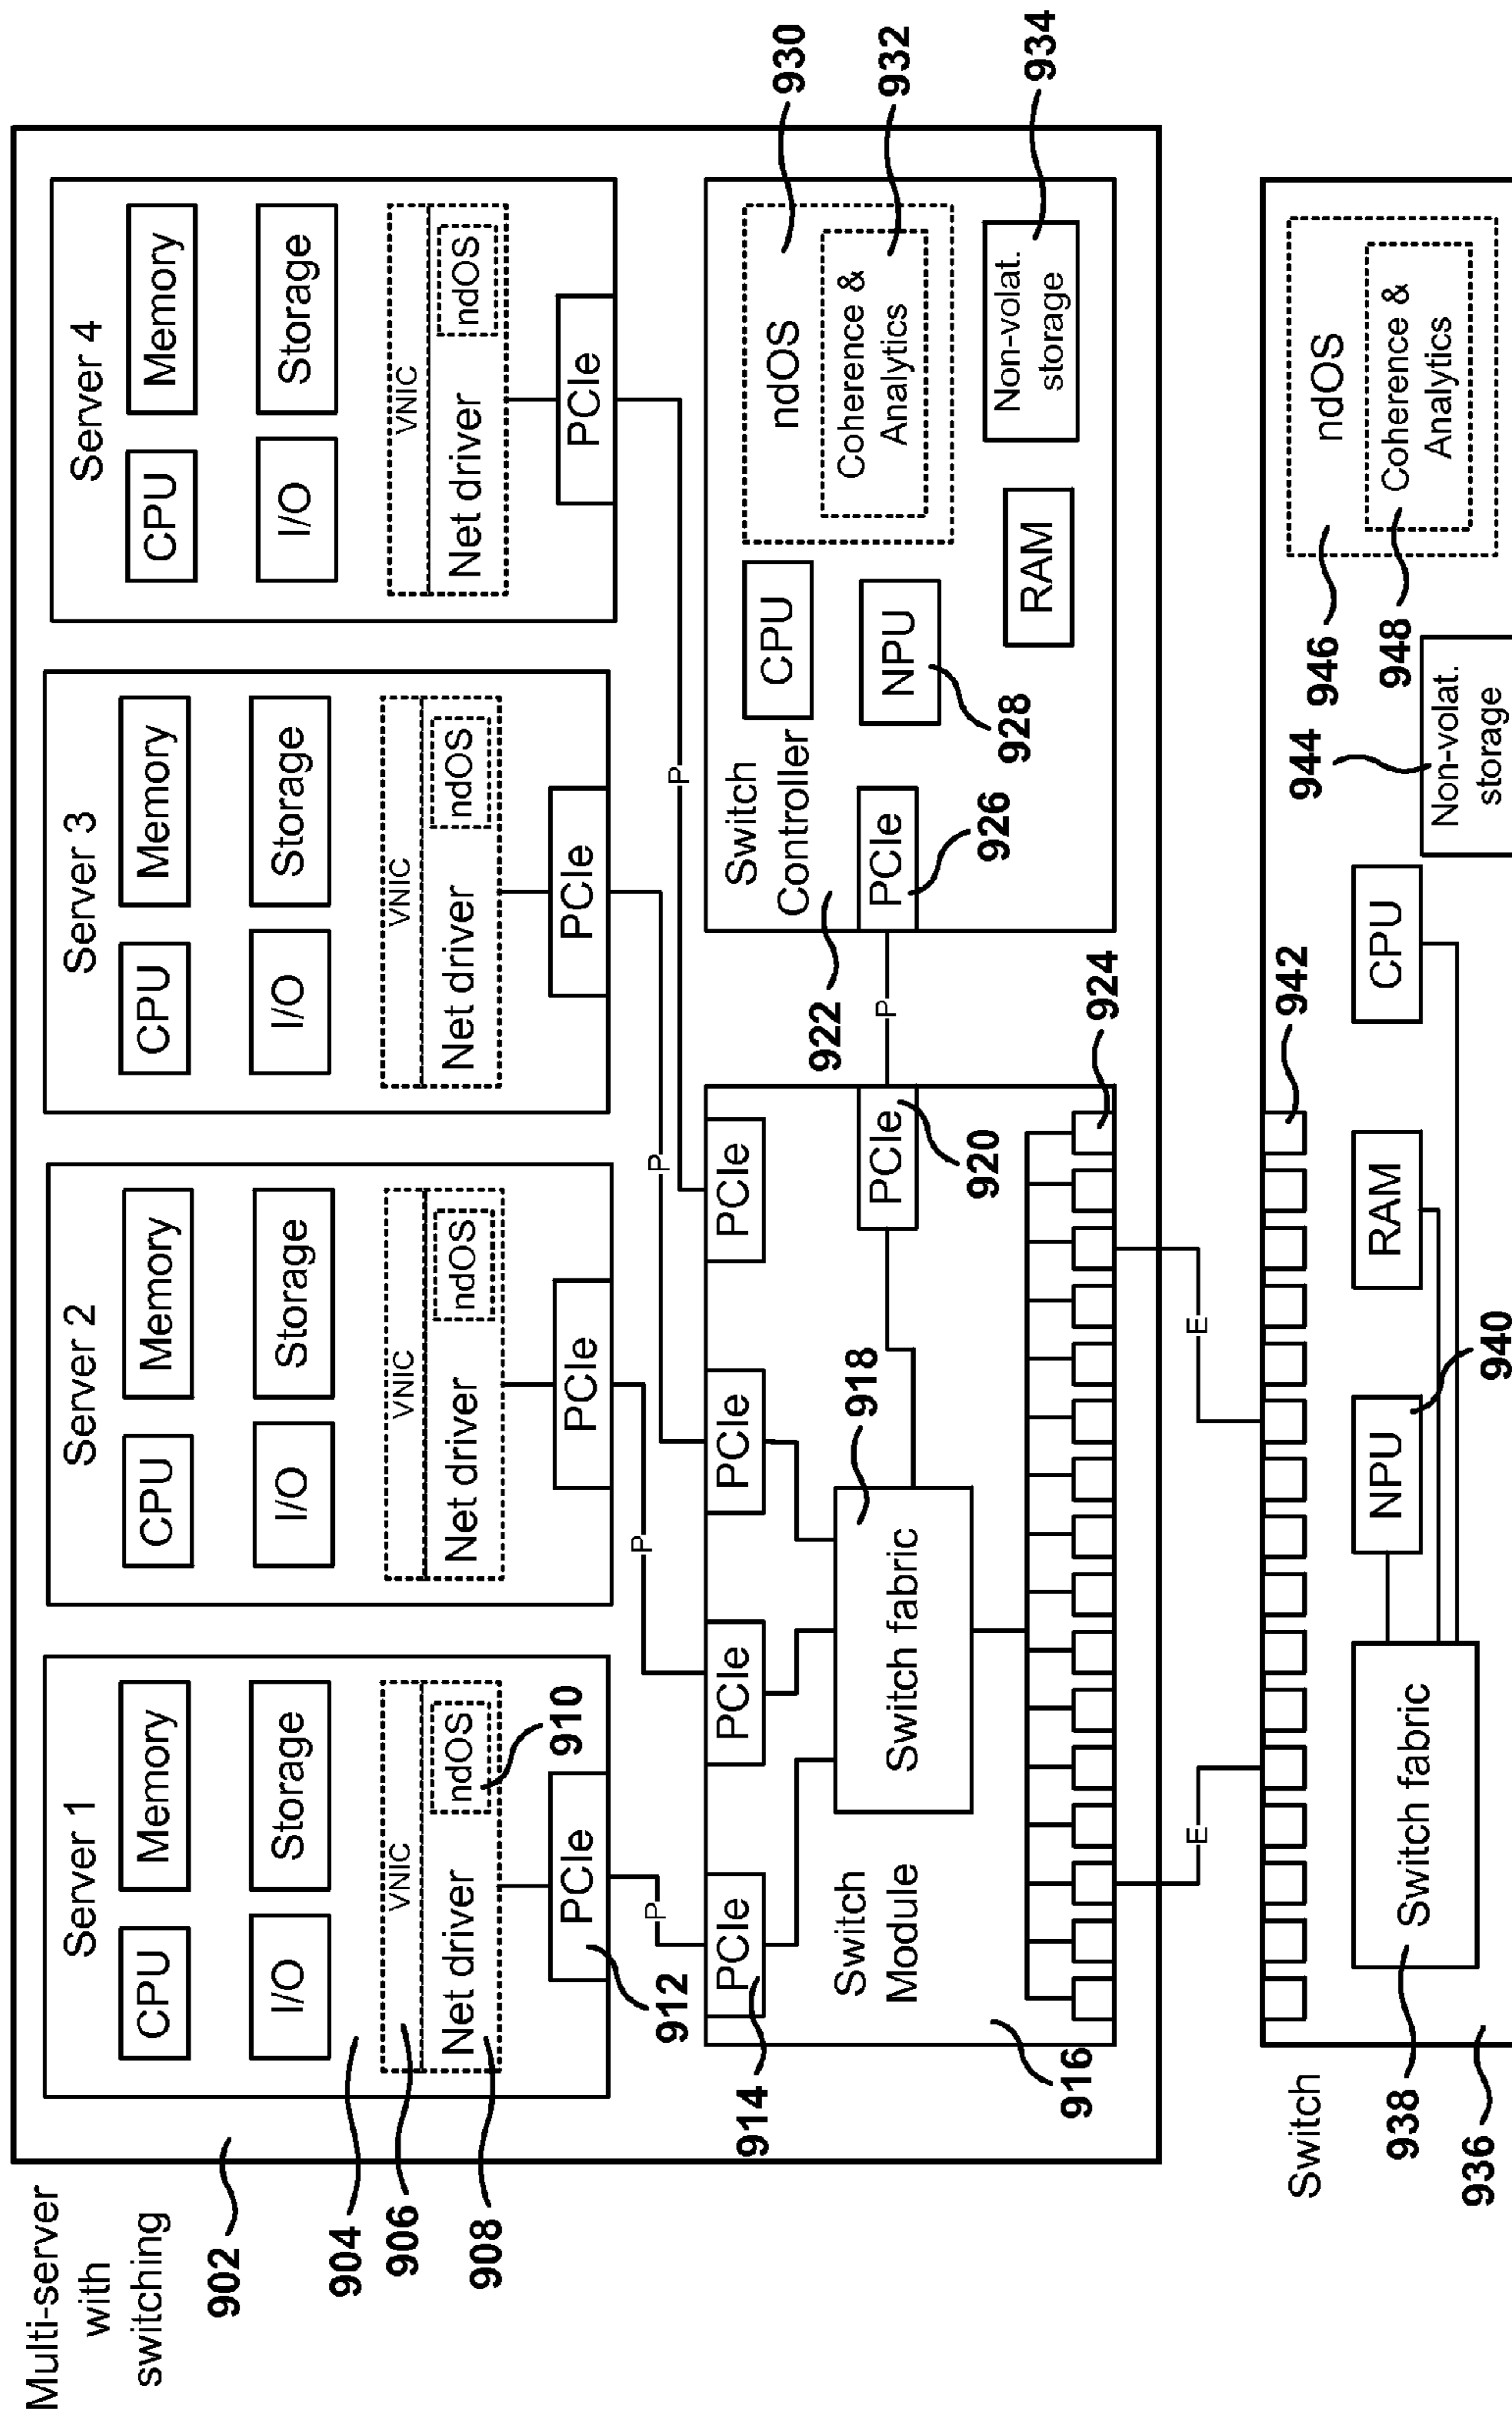 Multi-server
with
switching
902
904
906
908
Server 1
CPU
Memory
I/O
Storage
VNIC
Net driver
ndOS
910
PCIe
912
Server 2
CPU
Memory
I/O
Storage
VNIC
Net driver
ndOS
PCIe
Server 3
CPU
Memory
I/O
Storage
VNIC
Net driver
ndOS
PCIe
Server 4
CPU
Memory
I/O
Storage
VNIC
Net driver
ndOS
PCIe
P
P
P
P
914
PCIe
PCIe
PCIe
PCIe
Switch
Module
916
Switch fabric
918
PCIe
920
924
P
922
Switch
Controller
PCIe
926
CPU
NPU
928
RAM
ndOS
930
Coherence &
Analytics
932
Non-volat.
storage
934
E
E
Switch
936
938
Switch fabric
NPU
940
RAM
CPU
942
944
Non-volat.
storage
946
ndOS
948
Coherence &
Analytics